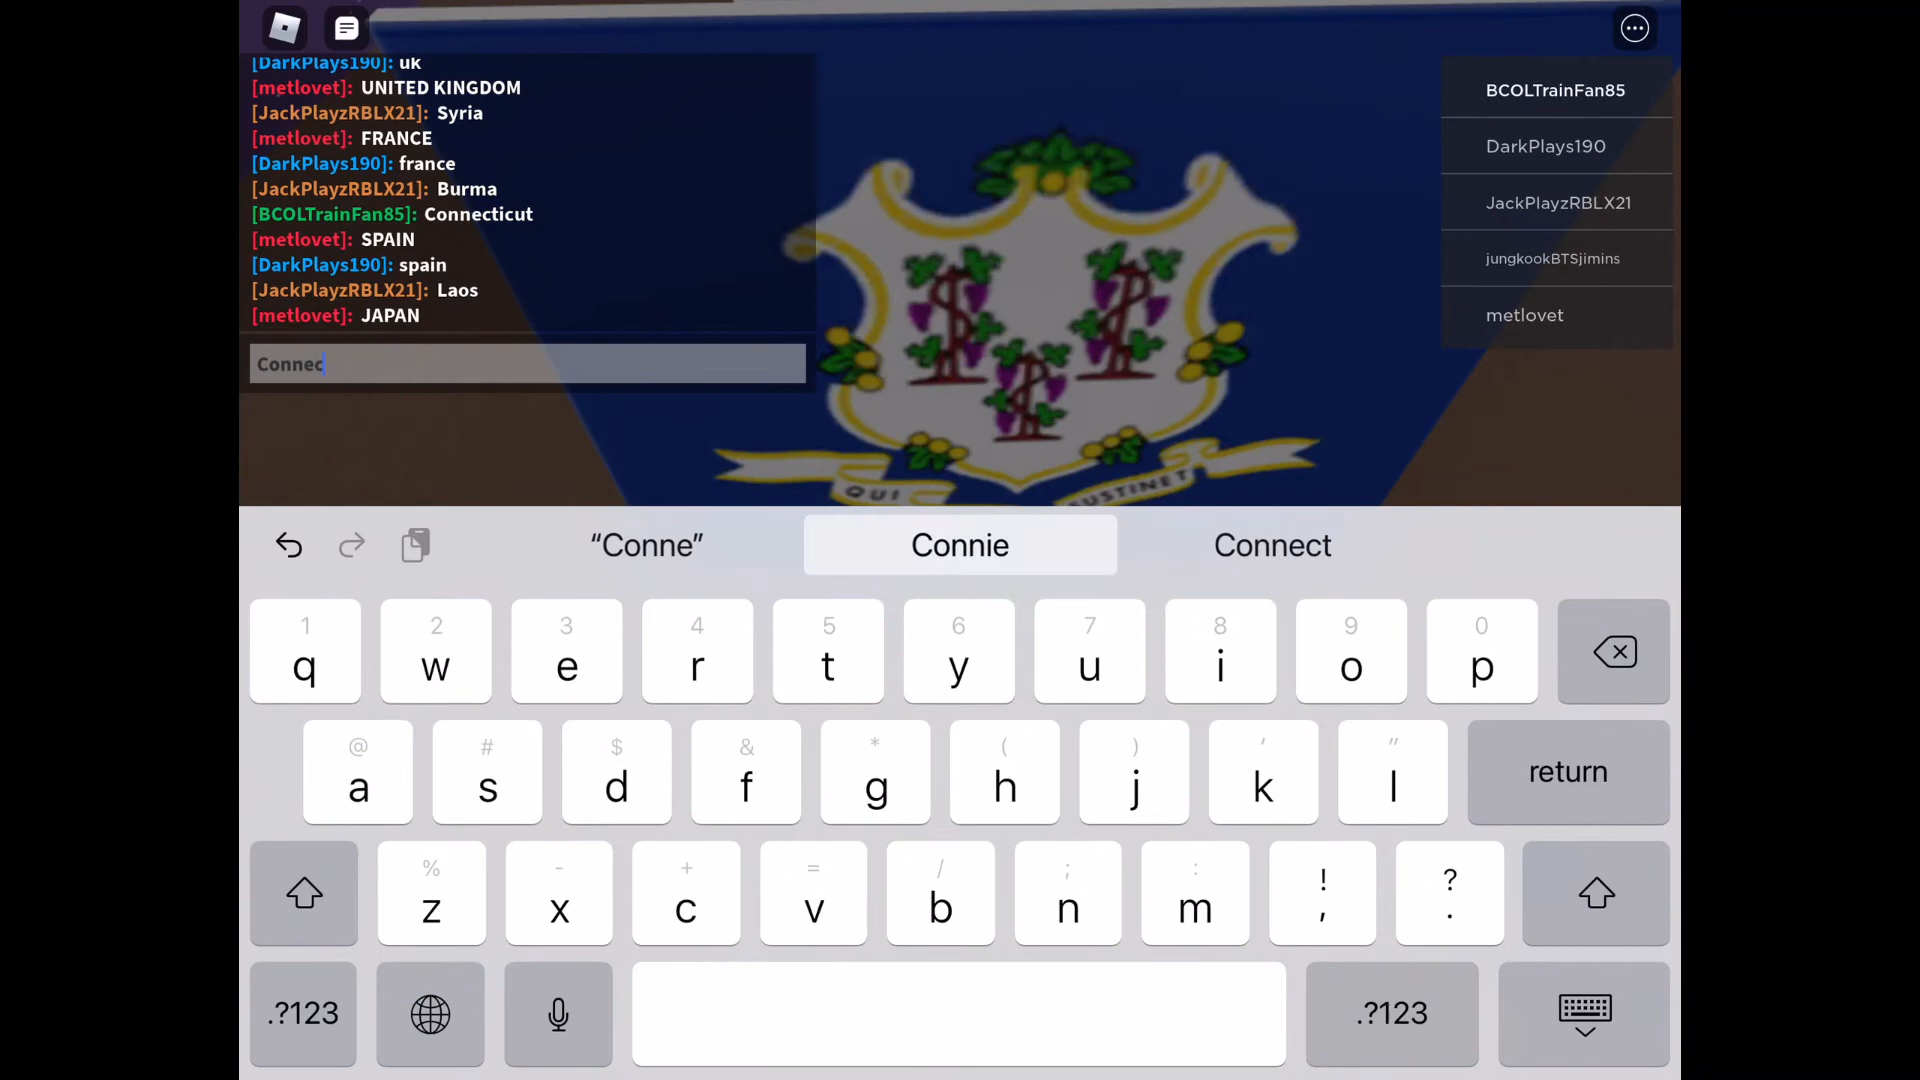 [DarkPlays190]: uk
[metlovet]: UNITED KINGDOM
[JackPlayzRBLX21]: Syria
[metlovet]: FRANCE
[DarkPlays190]: france
[JackPlayzRBLX21]: Burma
[BCOLTrainFan85]: Connecticut
[metlovet]: SPAIN
[DarkPlays190]: spain
[JackPlayzRBLX21]: Laos
[metlovet]: JAPAN
Connec
BCOLTrainFan85
DarkPlays190
JackPlayzRBLX21
jungkookBTSjimins
metlovet
QUI SUSTINET
“Conne” Connie Connect
1 2 3 4 5 6 7 8 9 0
q w e r t y u i o p
@ # $ & * ( ) ' "
a s d f g h j k l return
% - + = / ; : ! ?
z x c v b n m , .
.?123 .?123